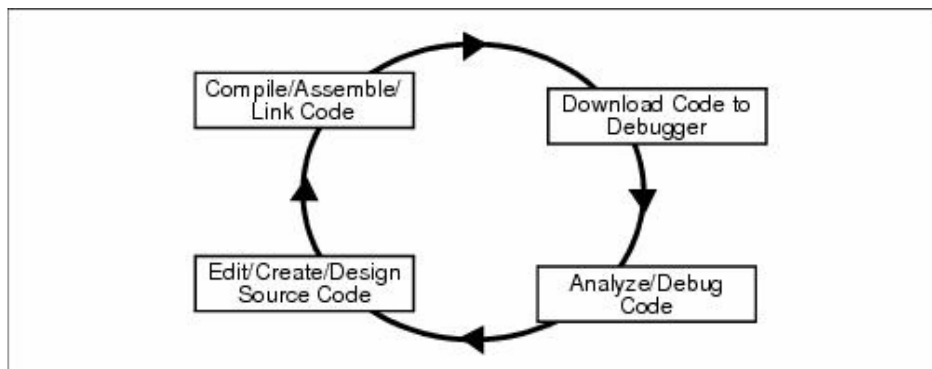 Compile/Assemble/
Link Code
Download Code to
Debugger
Edit/Create/Design
Source Code
Analyze/Debug
Code